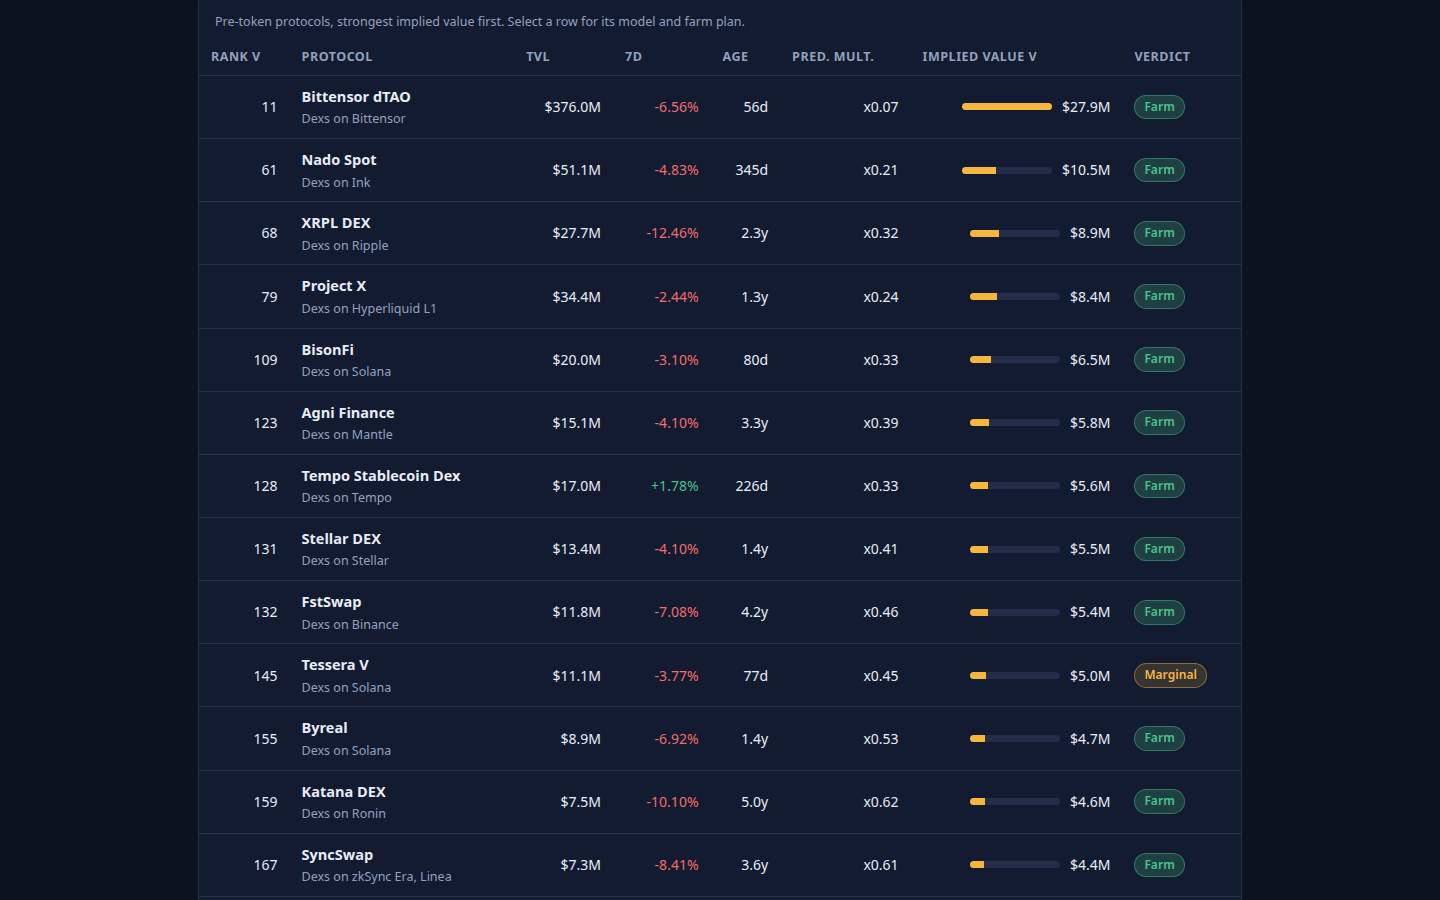 Pre-token protocols, strongest implied value first. Select a row for its model and farm plan.
RANK V PROTOCOL TVL 7D AGE PRED. MULT. IMPLIED VALUE V VERDICT
11 Bittensor dTAO $376.0M -6.56% 56d x0.07 $27.9M Farm
Dexs on Bittensor
61 Nado Spot $51.1M -4.83% 345d x0.21 $10.5M Farm
Dexs on Ink
68 XRPL DEX $27.7M -12.46% 2.3y x0.32 $8.9M Farm
Dexs on Ripple
79 Project X $34.4M -2.44% 1.3y x0.24 $8.4M Farm
Dexs on Hyperliquid L1
109 BisonFi $20.0M -3.10% 80d x0.33 $6.5M Farm
Dexs on Solana
123 Agni Finance $15.1M -4.10% 3.3y x0.39 $5.8M Farm
Dexs on Mantle
128 Tempo Stablecoin Dex $17.0M +1.78% 226d x0.33 $5.6M Farm
Dexs on Tempo
131 Stellar DEX $13.4M -4.10% 1.4y x0.41 $5.5M Farm
Dexs on Stellar
132 FstSwap $11.8M -7.08% 4.2y x0.46 $5.4M Farm
Dexs on Binance
145 Tessera V $11.1M -3.77% 77d x0.45 $5.0M Marginal
Dexs on Solana
155 Byreal $8.9M -6.92% 1.4y x0.53 $4.7M Farm
Dexs on Solana
159 Katana DEX $7.5M -10.10% 5.0y x0.62 $4.6M Farm
Dexs on Ronin
167 SyncSwap $7.3M -8.41% 3.6y x0.61 $4.4M Farm
Dexs on zkSync Era, Linea